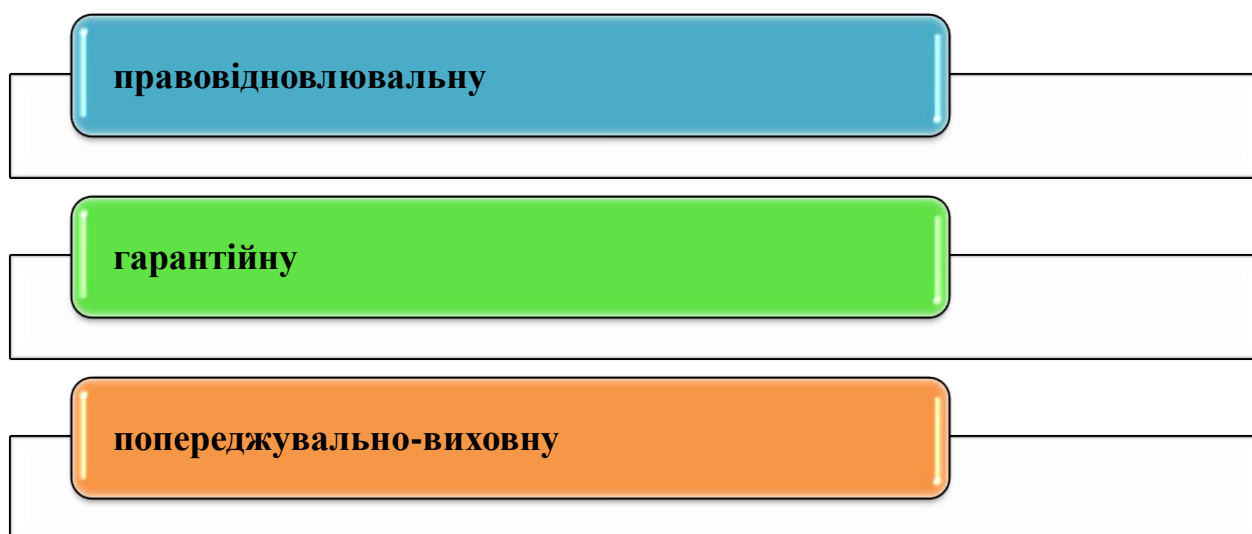 правовідновлювальну
гарантійну
попереджувально-виховну